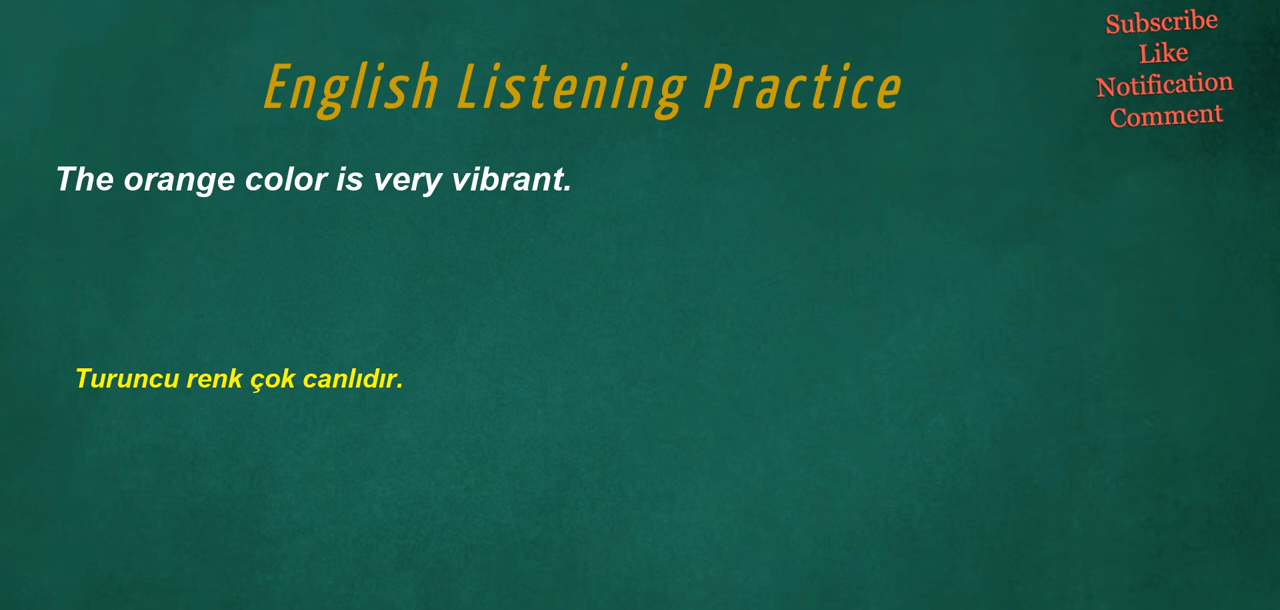 English Listening Practice
Subscribe
Like
Notification
Comment
The orange color is very vibrant.
Turuncu renk çok canlıdır.